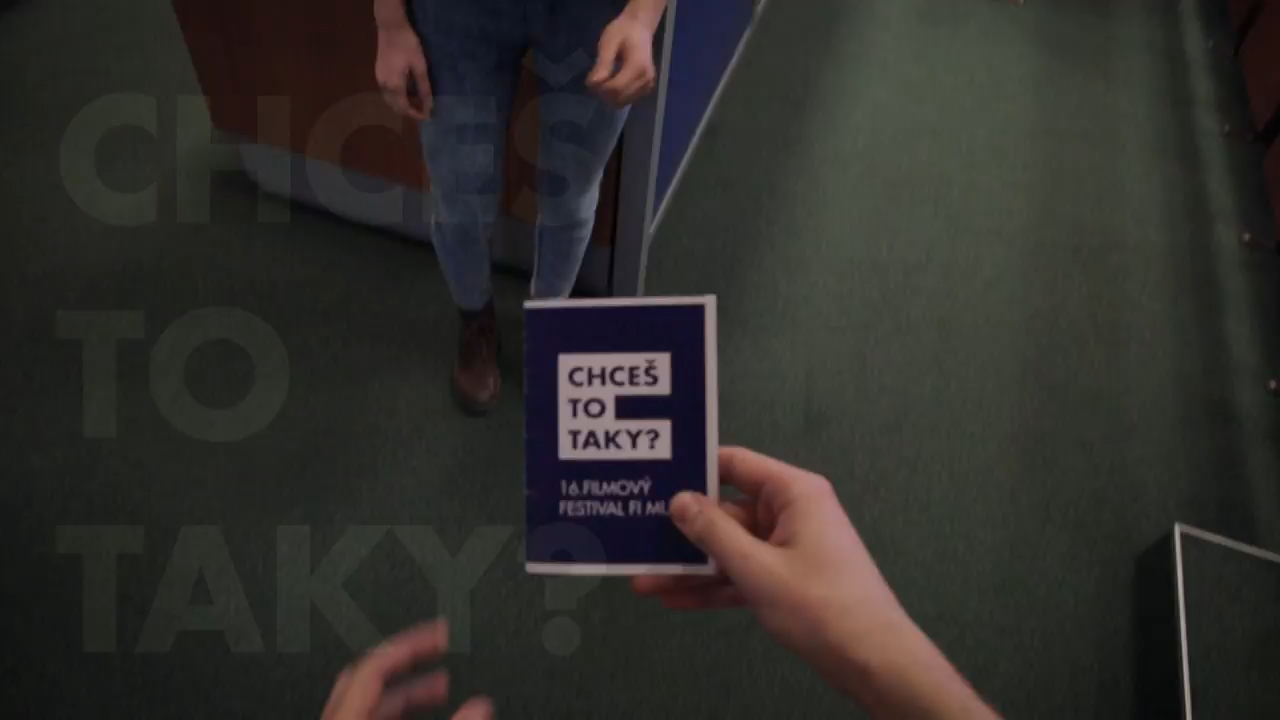 CHCEŠ
TO
TAKY?
CHCEŠ
TO
TAKY?
16.FILMOVÝ
FESTIVAL FI MU